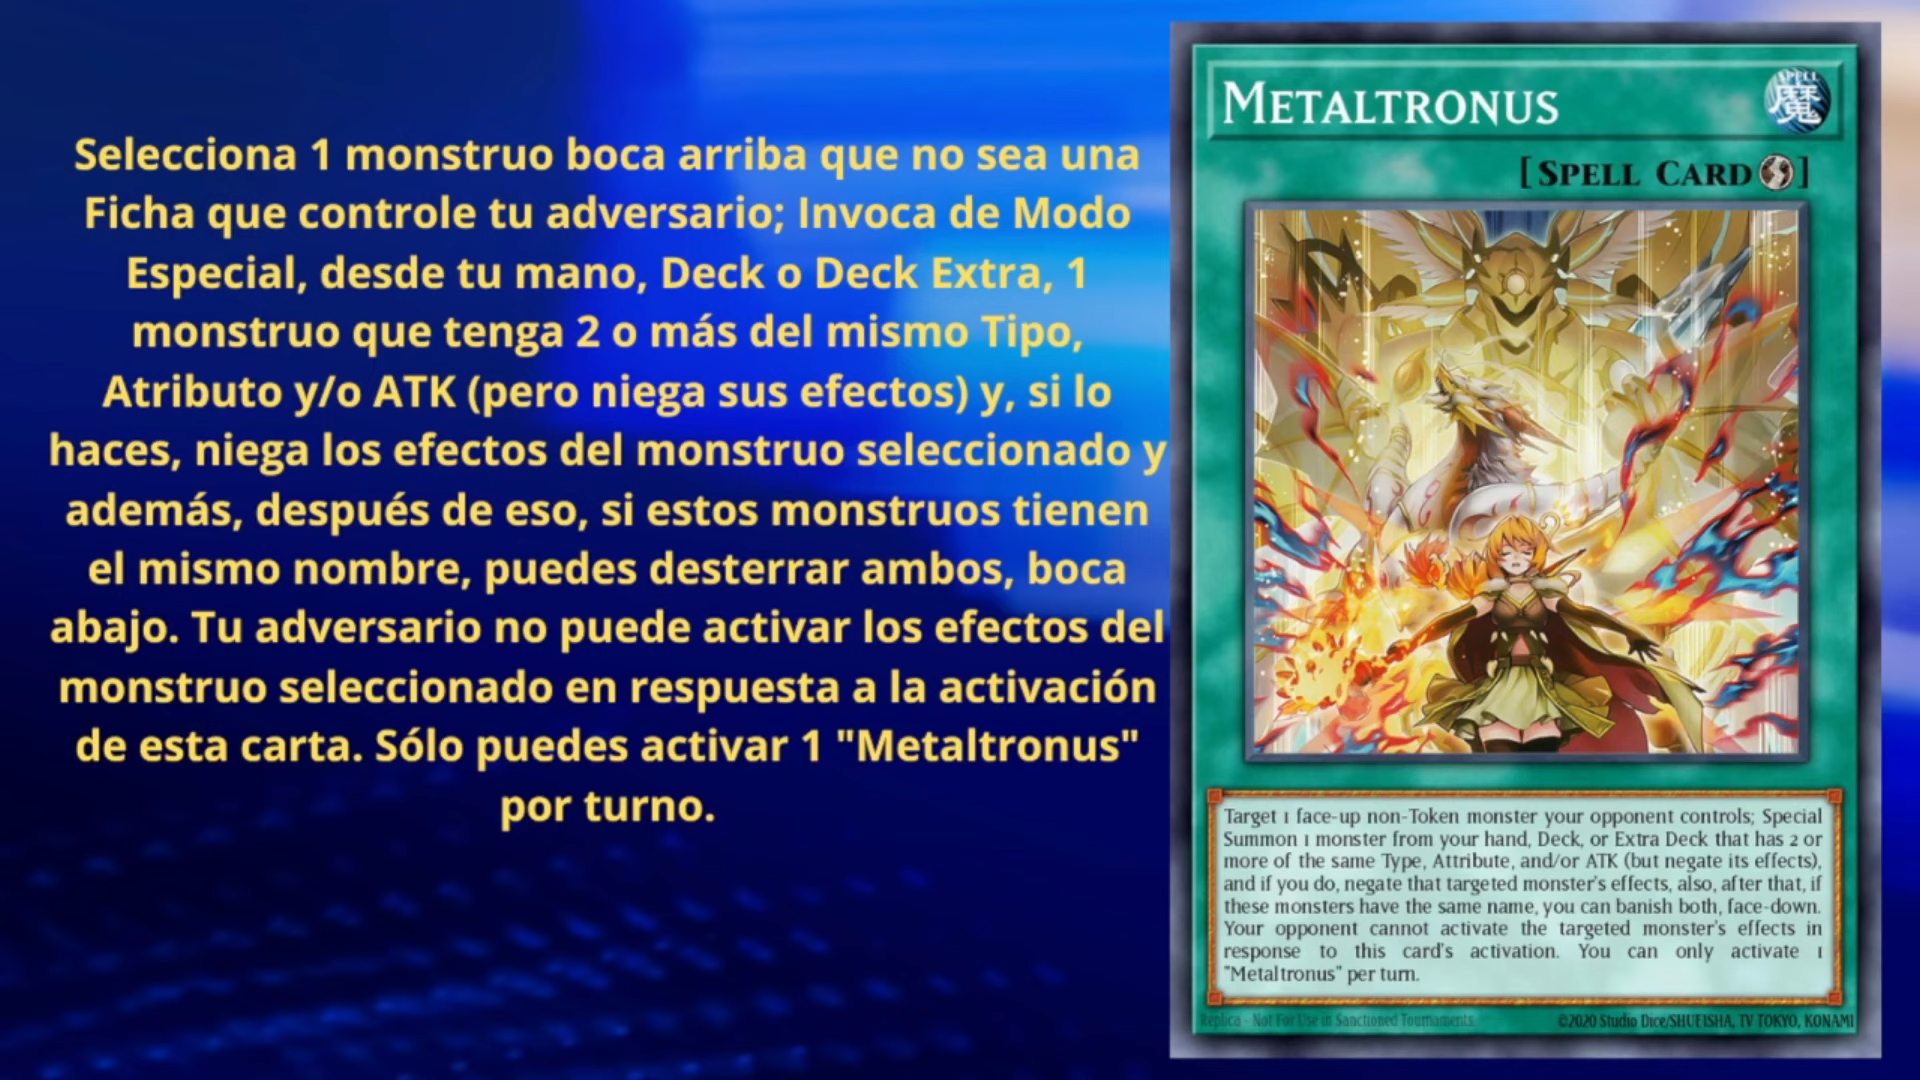 Selecciona 1 monstruo boca arriba que no sea una
Ficha que controle tu adversario; Invoca de Modo
Especial, desde tu mano, Deck o Deck Extra, 1
monstruo que tenga 2 o más del mismo Tipo,
Atributo y/o ATK (pero niega sus efectos) y, si lo
haces, niega los efectos del monstruo seleccionado y
además, después de eso, si estos monstruos tienen
el mismo nombre, puedes desterrar ambos, boca
abajo. Tu adversario no puede activar los efectos del
monstruo seleccionado en respuesta a la activación
de esta carta. Sólo puedes activar 1 "Metaltronus"
por turno.
METALTRONUS
SPELL
魔
[SPELL CARD]
Target 1 face-up non-Token monster your opponent controls; Special
Summon 1 monster from your hand, Deck, or Extra Deck that has 2 or
more of the same Type, Attribute, and/or ATK (but negate its effects),
and if you do, negate that targeted monster's effects, also, after that, if
these monsters have the same name, you can banish both, face-down.
Your opponent cannot activate the targeted monster's effects in
response to this card's activation. You can only activate 1
"Metaltronus" per turn.
Replica - Not For Use in Sanctioned Tournaments
©2020 Studio Dice/SHUEISHA, TV TOKYO, KONAMI